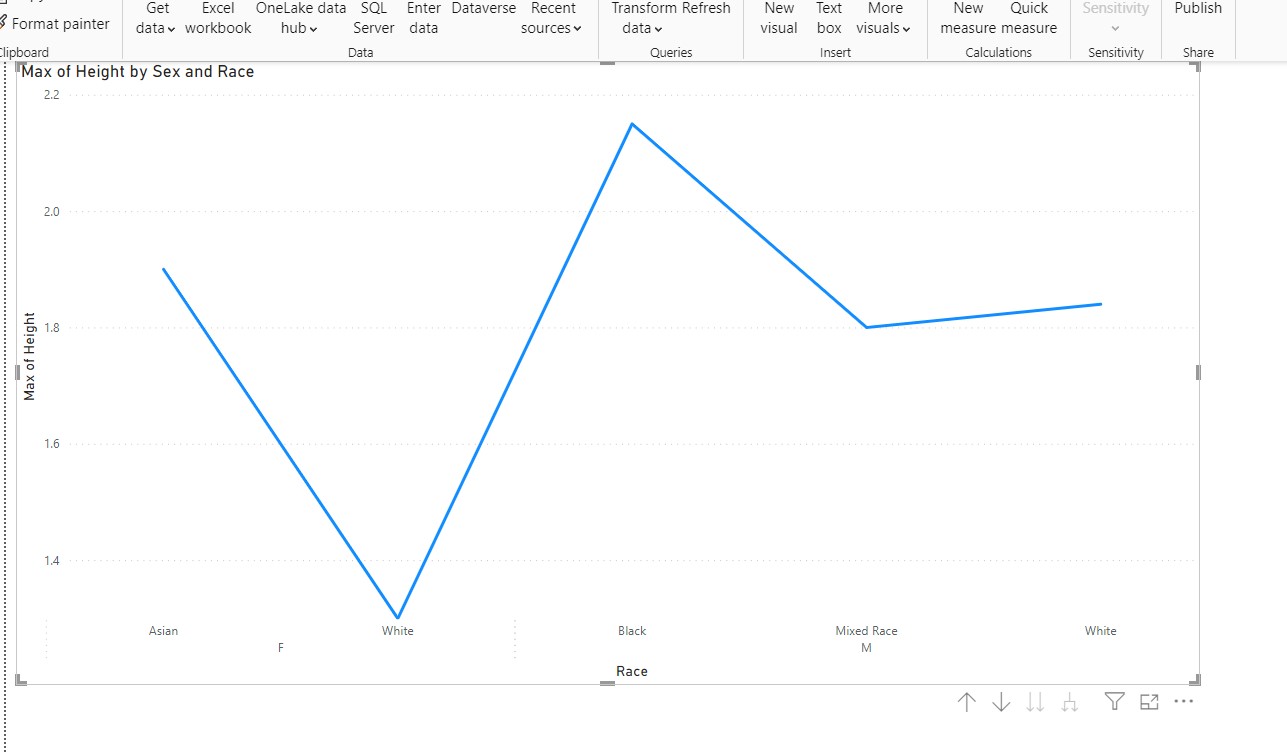 Format painter
Clipboard
Get data
Excel workbook
OneLake data hub
SQL Server
Enter data
Dataverse
Recent sources
Data
Transform data
Refresh
Queries
New visual
Text box
More visuals
Insert
New measure
Quick measure
Calculations
Sensitivity
Sensitivity
Publish
Share
Max of Height by Sex and Race
2.2
2.0
1.8
1.6
1.4
Max of Height
Asian
White
Black
Mixed Race
White
F
M
Race